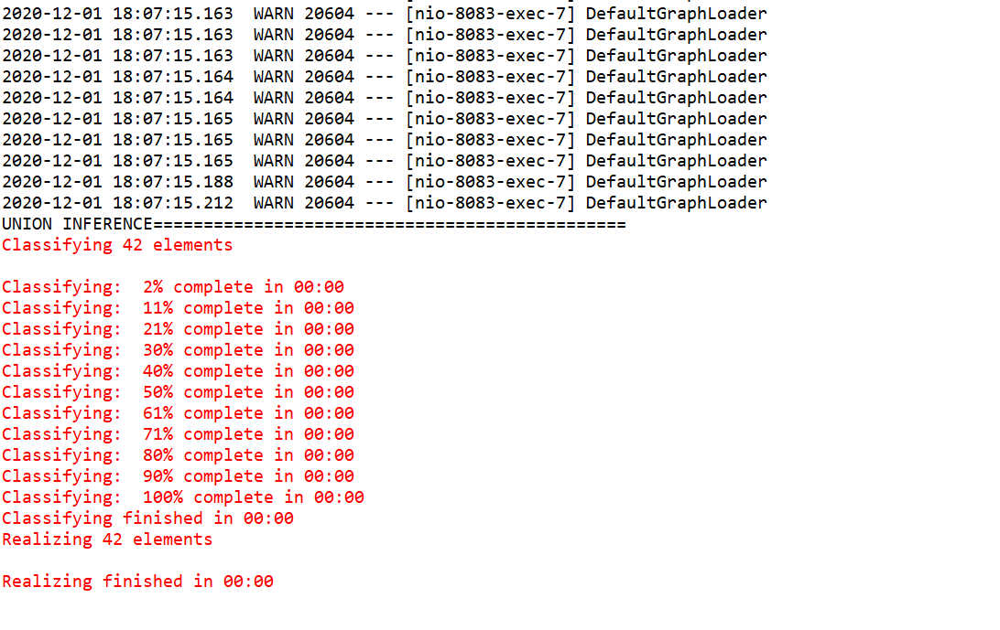 2020-12-01 18:07:15.163  WARN 20604 --- [nio-8083-exec-7] DefaultGraphLoader
2020-12-01 18:07:15.163  WARN 20604 --- [nio-8083-exec-7] DefaultGraphLoader
2020-12-01 18:07:15.163  WARN 20604 --- [nio-8083-exec-7] DefaultGraphLoader
2020-12-01 18:07:15.164  WARN 20604 --- [nio-8083-exec-7] DefaultGraphLoader
2020-12-01 18:07:15.164  WARN 20604 --- [nio-8083-exec-7] DefaultGraphLoader
2020-12-01 18:07:15.165  WARN 20604 --- [nio-8083-exec-7] DefaultGraphLoader
2020-12-01 18:07:15.165  WARN 20604 --- [nio-8083-exec-7] DefaultGraphLoader
2020-12-01 18:07:15.165  WARN 20604 --- [nio-8083-exec-7] DefaultGraphLoader
2020-12-01 18:07:15.188  WARN 20604 --- [nio-8083-exec-7] DefaultGraphLoader
2020-12-01 18:07:15.212  WARN 20604 --- [nio-8083-exec-7] DefaultGraphLoader
UNION INFERENCE===============================================
Classifying 42 elements
Classifying:  2% complete in 00:00
Classifying:  11% complete in 00:00
Classifying:  21% complete in 00:00
Classifying:  30% complete in 00:00
Classifying:  40% complete in 00:00
Classifying:  50% complete in 00:00
Classifying:  61% complete in 00:00
Classifying:  71% complete in 00:00
Classifying:  80% complete in 00:00
Classifying:  90% complete in 00:00
Classifying:  100% complete in 00:00
Classifying finished in 00:00
Realizing 42 elements
Realizing finished in 00:00